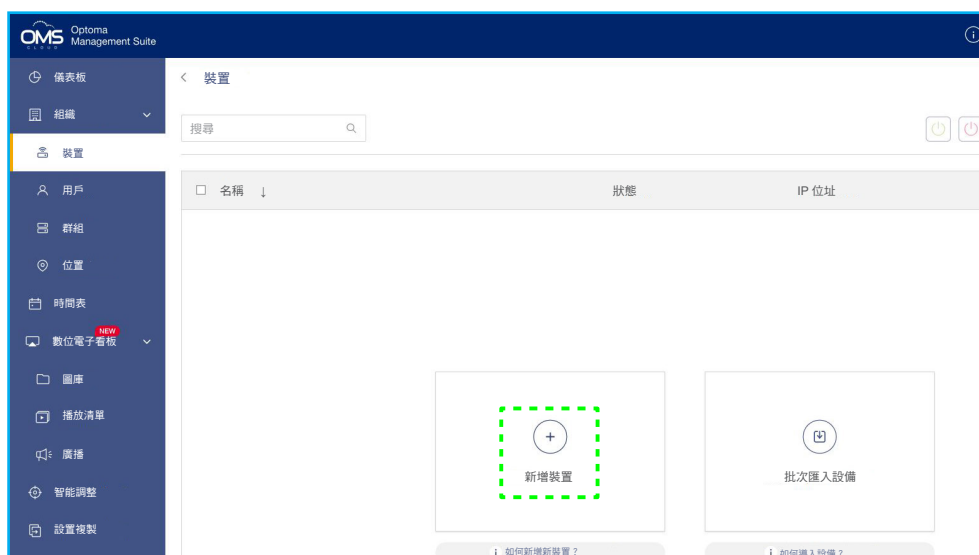 OMS
CLOUD
Optoma
Management Suite
儀表板
組織
裝置
用戶
群組
位置
時間表
NEW
數位電子看板
圖庫
播放清單
廣播
智能調整
設置複製
裝置
搜尋
名稱 ↓
狀態
IP 位址
新增裝置
批次匯入設備
如何新增新裝置？
如何導入設備？